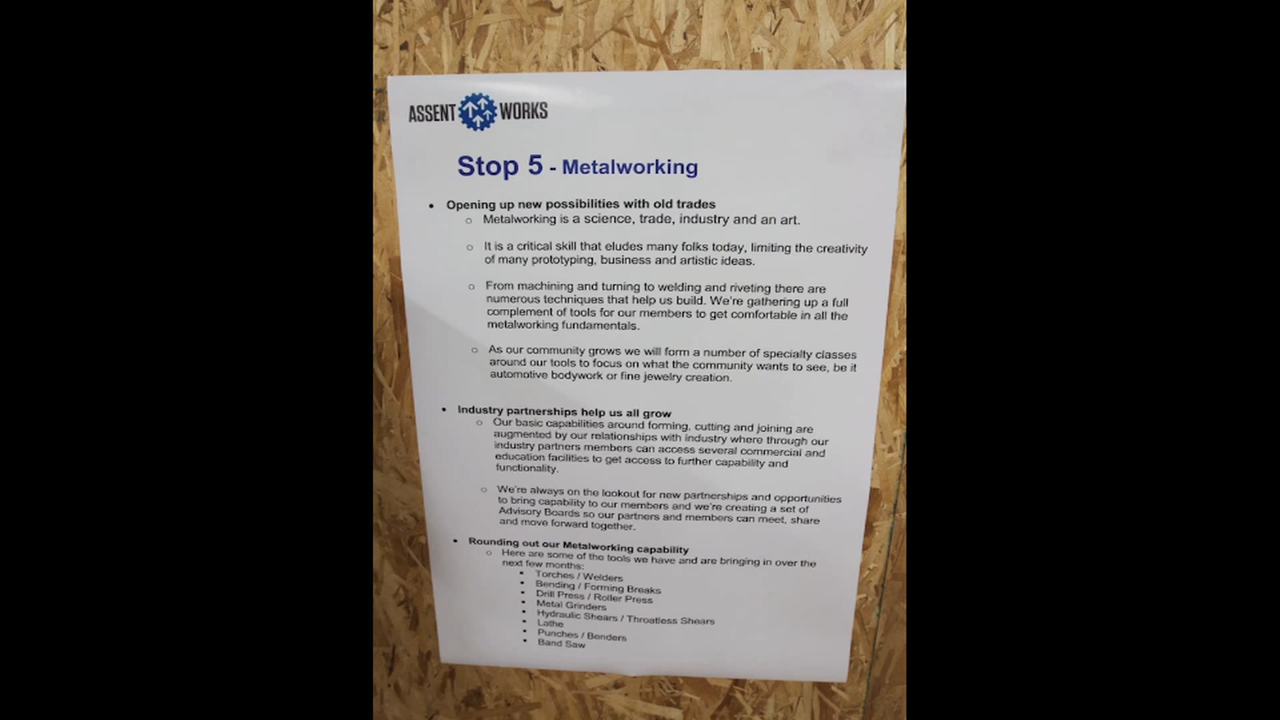 ASSENT WORKS
Stop 5 - Metalworking
• Opening up new possibilities with old trades
○ Metalworking is a science, trade, industry and an art.
○ It is a critical skill that eludes many folks today, limiting the creativity
of many prototyping, business and artistic ideas.
○ From machining and turning to welding and riveting there are
numerous techniques that help us build. We're gathering up a full
complement of tools for our members to get comfortable in all the
metalworking fundamentals.
○ As our community grows we will form a number of specialty classes
around our tools to focus on what the community wants to see, be it
automotive bodywork or fine jewelry creation.
• Industry partnerships help us all grow
○ Our basic capabilities around forming, cutting and joining are
augmented by our relationships with industry where through our
industry partners members can access several commercial and
education facilities to get access to further capability and
functionality.
○ We're always on the lookout for new partnerships and opportunities
to bring capability to our members and we're creating a set of
Advisory Boards so our partners and members can meet, share
and move forward together.
• Rounding out our Metalworking capability
○ Here are some of the tools we have and are bringing in over the
next few months:
▪ Torches / Welders
▪ Bending / Forming Breaks
▪ Drill Press / Roller Press
▪ Metal Grinders
▪ Hydraulic Shears / Throatless Shears
▪ Lathe
▪ Punches / Benders
▪ Band Saw